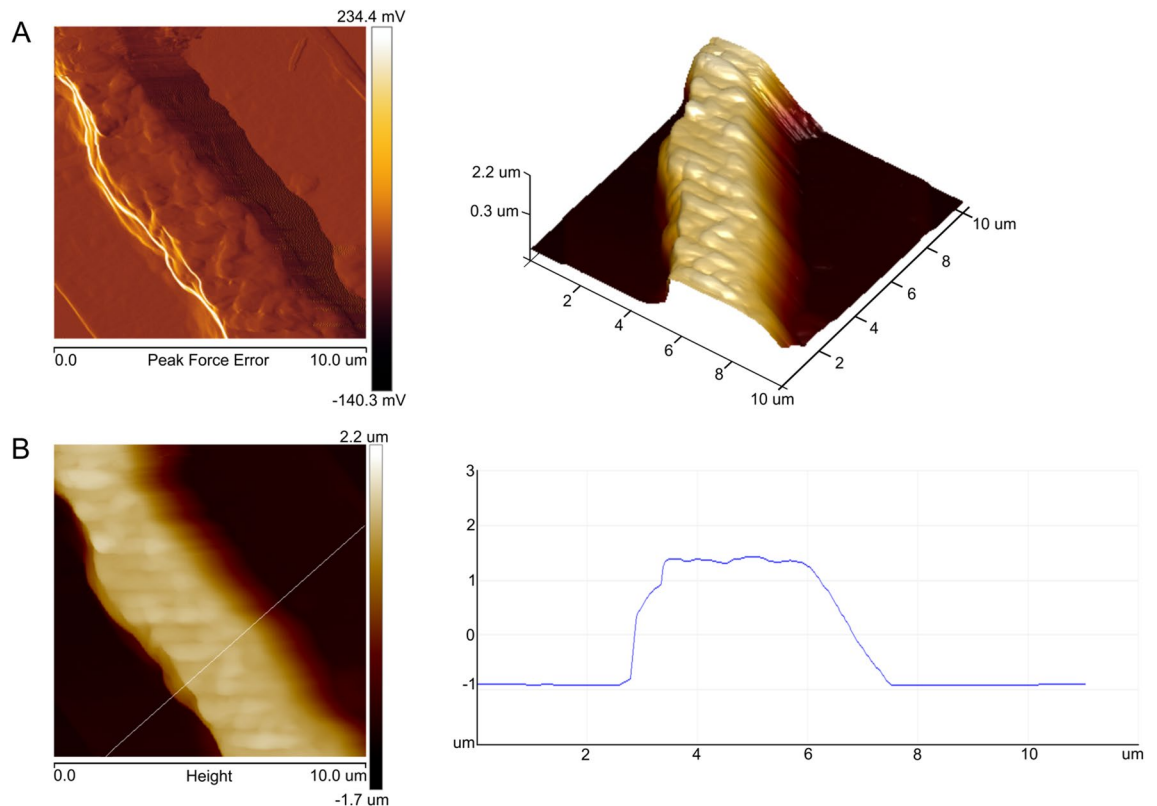 A
234.4 mV
0.0 Peak Force Error 10.0 um
-140.3 mV
2.2 um
0.3 um
2
4
6
8
10 um
2
4
6
8
10 um
B
2.2 um
0.0 Height 10.0 um
-1.7 um
3
2
1
0
-1
um
2 4 6 8 10 um